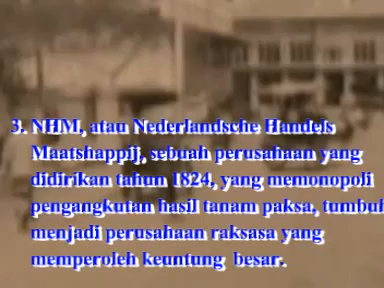 3. NHM, atau Nederlandsche Handels
Maatshappij, sebuah perusahaan yang
didirikan tahun 1824, yang memonopoli
pengangkutan hasil tanam paksa, tumbuh
menjadi perusahaan raksasa yang
memperoleh keuntung besar.